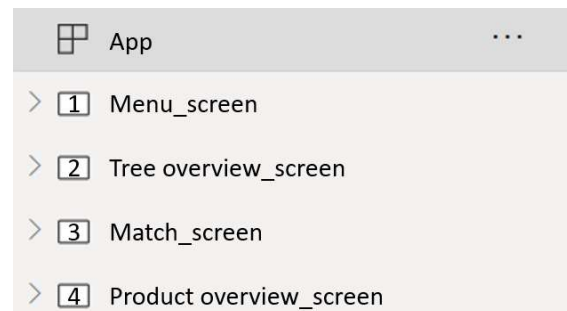 App ...
1 Menu_screen
2 Tree overview_screen
3 Match_screen
4 Product overview_screen